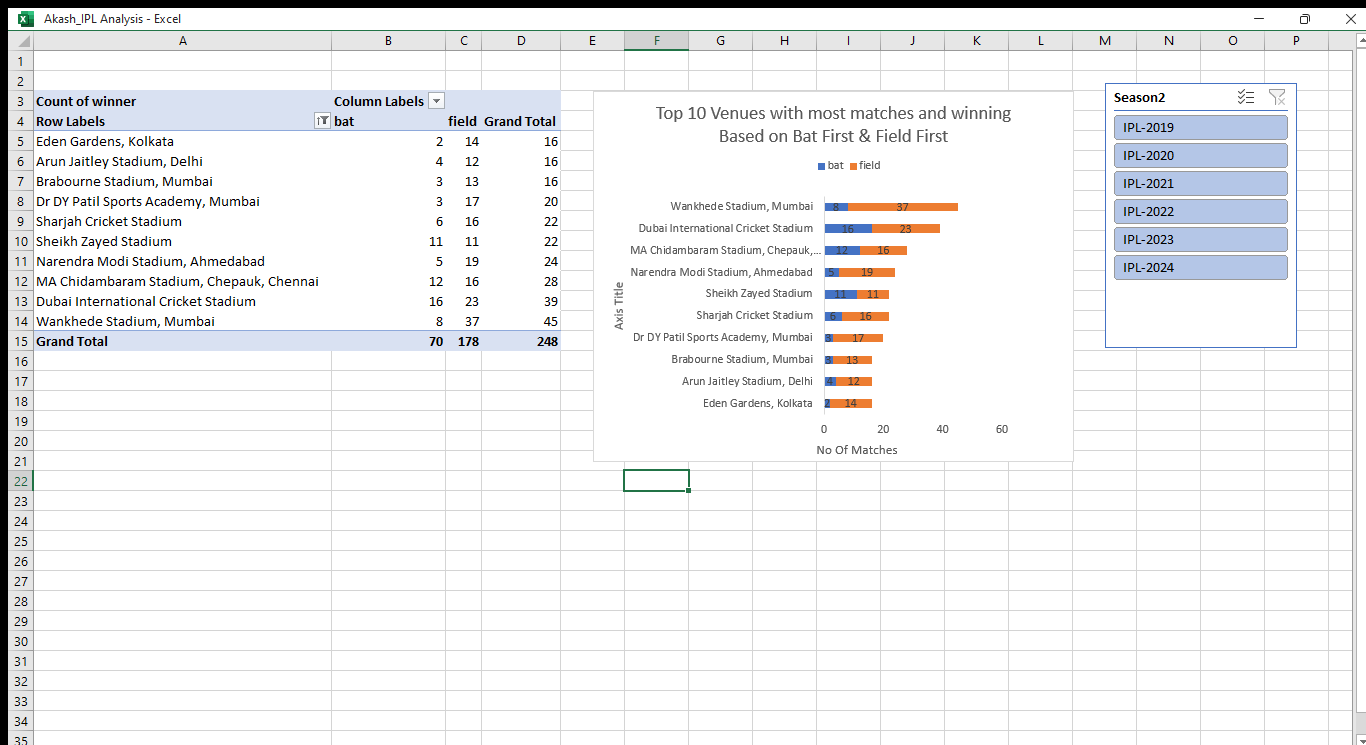 Akash_IPL Analysis - Excel
A B C D E F G H I J K L M N O P
1
2
3 Count of winner Column Labels
4 Row Labels bat field Grand Total
5 Eden Gardens, Kolkata 2 14 16
6 Arun Jaitley Stadium, Delhi 4 12 16
7 Brabourne Stadium, Mumbai 3 13 16
8 Dr DY Patil Sports Academy, Mumbai 3 17 20
9 Sharjah Cricket Stadium 6 16 22
10 Sheikh Zayed Stadium 11 11 22
11 Narendra Modi Stadium, Ahmedabad 5 19 24
12 MA Chidambaram Stadium, Chepauk, Chennai 12 16 28
13 Dubai International Cricket Stadium 16 23 39
14 Wankhede Stadium, Mumbai 8 37 45
15 Grand Total 70 178 248
16
17
18
19
20
21
22
23
24
25
26
27
28
29
30
31
32
33
34
35
Top 10 Venues with most matches and winning
Based on Bat First & Field First
bat field
Axis Title
Wankhede Stadium, Mumbai 8 37
Dubai International Cricket Stadium 16 23
MA Chidambaram Stadium, Chepauk,... 12 16
Narendra Modi Stadium, Ahmedabad 5 19
Sheikh Zayed Stadium 11 11
Sharjah Cricket Stadium 6 16
Dr DY Patil Sports Academy, Mumbai 3 17
Brabourne Stadium, Mumbai 3 13
Arun Jaitley Stadium, Delhi 4 12
Eden Gardens, Kolkata 2 14
0 20 40 60
No Of Matches
Season2
IPL-2019
IPL-2020
IPL-2021
IPL-2022
IPL-2023
IPL-2024